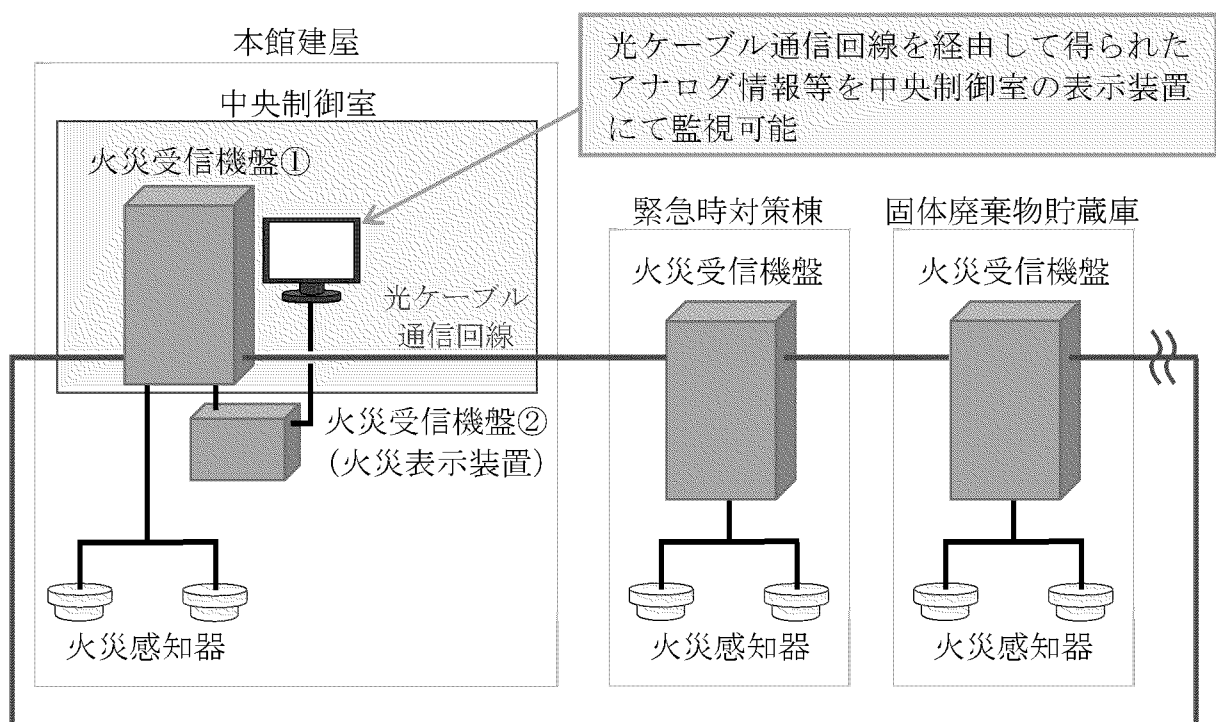 本館建屋
中央制御室
火災受信機盤①
光ケーブル通信回線を経由して得られた
アナログ情報等を中央制御室の表示装置
にて監視可能
光ケーブル
通信回線
火災受信機盤②
(火災表示装置)
火災感知器
緊急時対策棟
火災受信機盤
火災感知器
固体廃棄物貯蔵庫
火災受信機盤
火災感知器